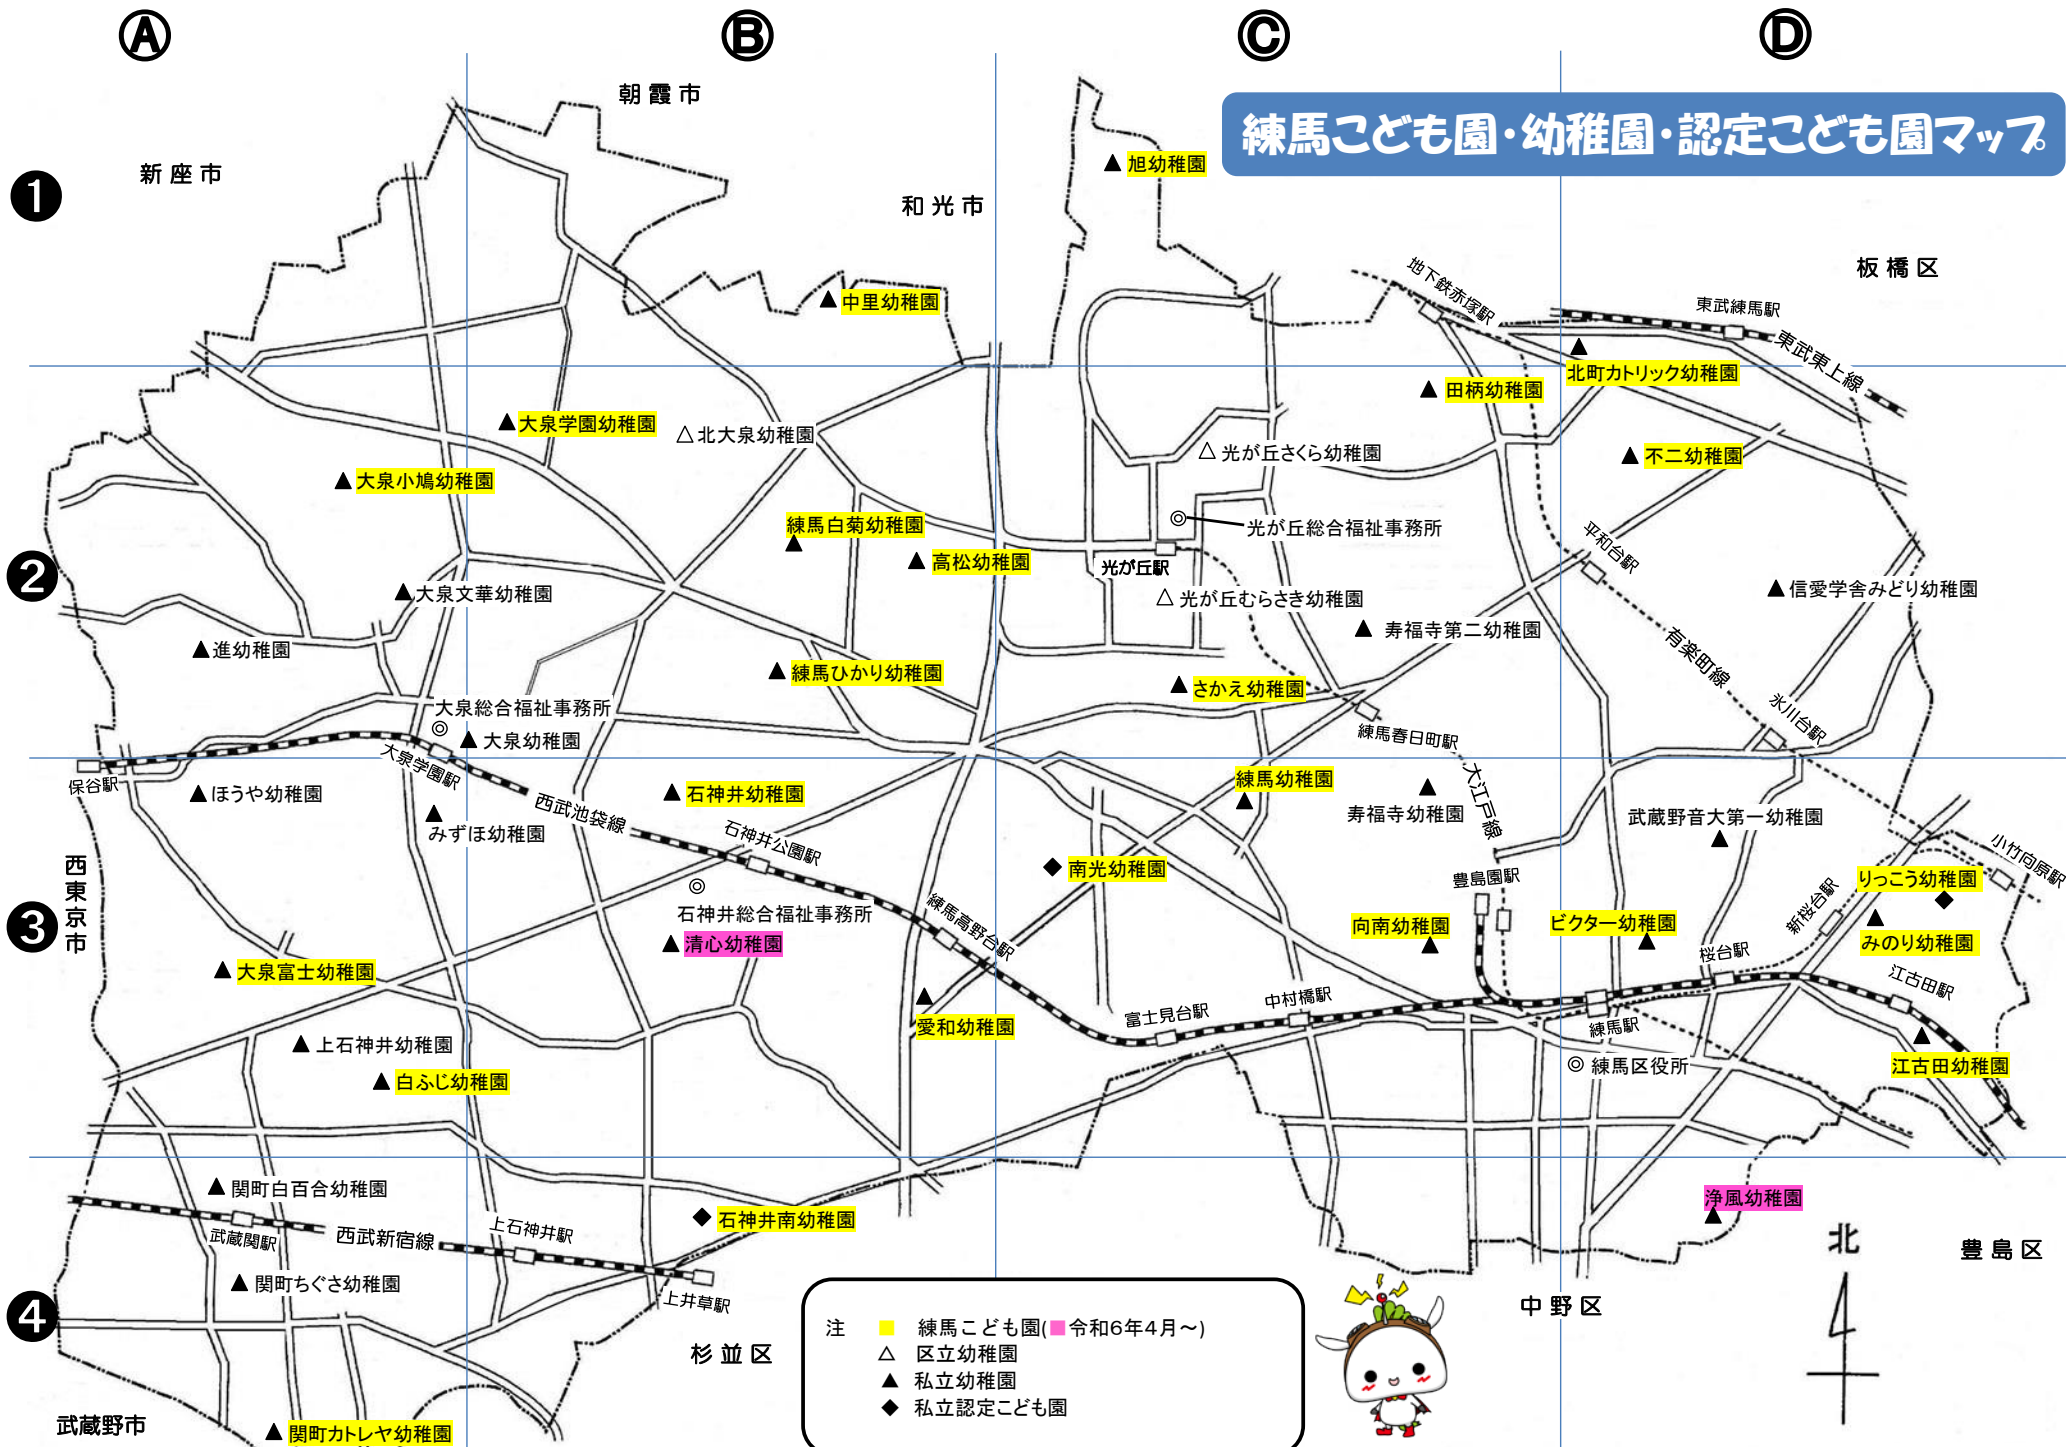 Ⓐ
Ⓑ
Ⓒ
Ⓓ
練馬こども園・幼稚園・認定こども園マップ
朝霞市
新座市
❶
旭幼稚園
和光市
板橋区
地下鉄赤塚駅
中里幼稚園
東武練馬駅
東武東上線
北町カトリック幼稚園
田柄幼稚園
大泉学園幼稚園
北大泉幼稚園
光が丘さくら幼稚園
不二幼稚園
大泉小鳩幼稚園
練馬白菊幼稚園
光が丘総合福祉事務所
平和台駅
高松幼稚園
光が丘駅
❷
大泉文華幼稚園
光が丘むらさき幼稚園
信愛学舎みどり幼稚園
寿福寺第二幼稚園
進幼稚園
有楽町線
練馬ひかり幼稚園
さかえ幼稚園
大泉総合福祉事務所
氷川台駅
大泉幼稚園
練馬春日町駅
大泉学園駅
保谷駅
練馬幼稚園
大江戸線
ほうや幼稚園
石神井幼稚園
寿福寺幼稚園
西武池袋線
みずほ幼稚園
石神井公園駅
武蔵野音大第一幼稚園
小竹向原駅
南光幼稚園
豊島園駅
りっこう幼稚園
西東京市
❸
石神井総合福祉事務所
練馬高野台駅
新桜台駅
向南幼稚園
ビクター幼稚園
清心幼稚園
みのり幼稚園
桜台駅
大泉富士幼稚園
江古田駅
中村橋駅
富士見台駅
愛和幼稚園
練馬駅
上石神井幼稚園
練馬区役所
江古田幼稚園
白ふじ幼稚園
関町白百合幼稚園
浄風幼稚園
石神井南幼稚園
武蔵関駅
西武新宿線
上石神井駅
北
豊島区
関町ちぐさ幼稚園
上井草駅
❹
中野区
杉並区
注 練馬こども園(■令和6年4月～)
△ 区立幼稚園
▲ 私立幼稚園
◆ 私立認定こども園
武蔵野市
関町カトレヤ幼稚園